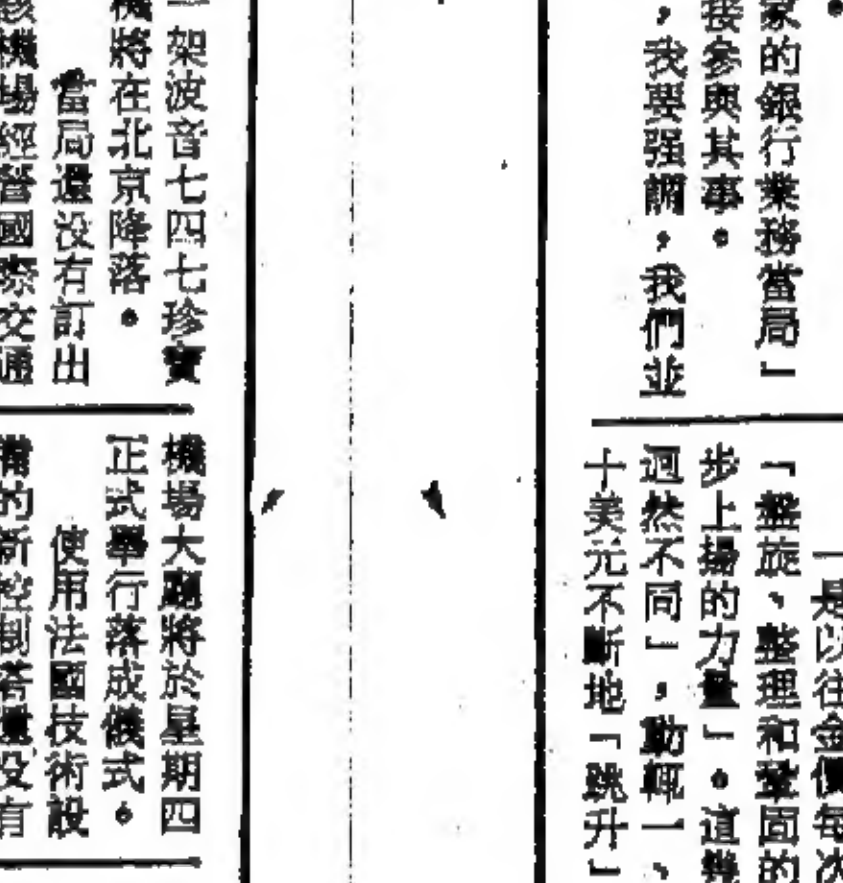 家的銀行業務當局」
接參與其事。
，我要强調，我們並
一是以往金價每次
「盤旋、整理和鞏固的
步上揚的力量」。這幾
迥然不同」，動輒一、
十美元不斷地「跳升」
一架波音七四七珍寶
機將在北京降落。
當局還没有訂出
該機場經營國際交通
機場大廳將於星期四
正式舉行落成儀式。
使用法國技術設
備的新控制塔還没有